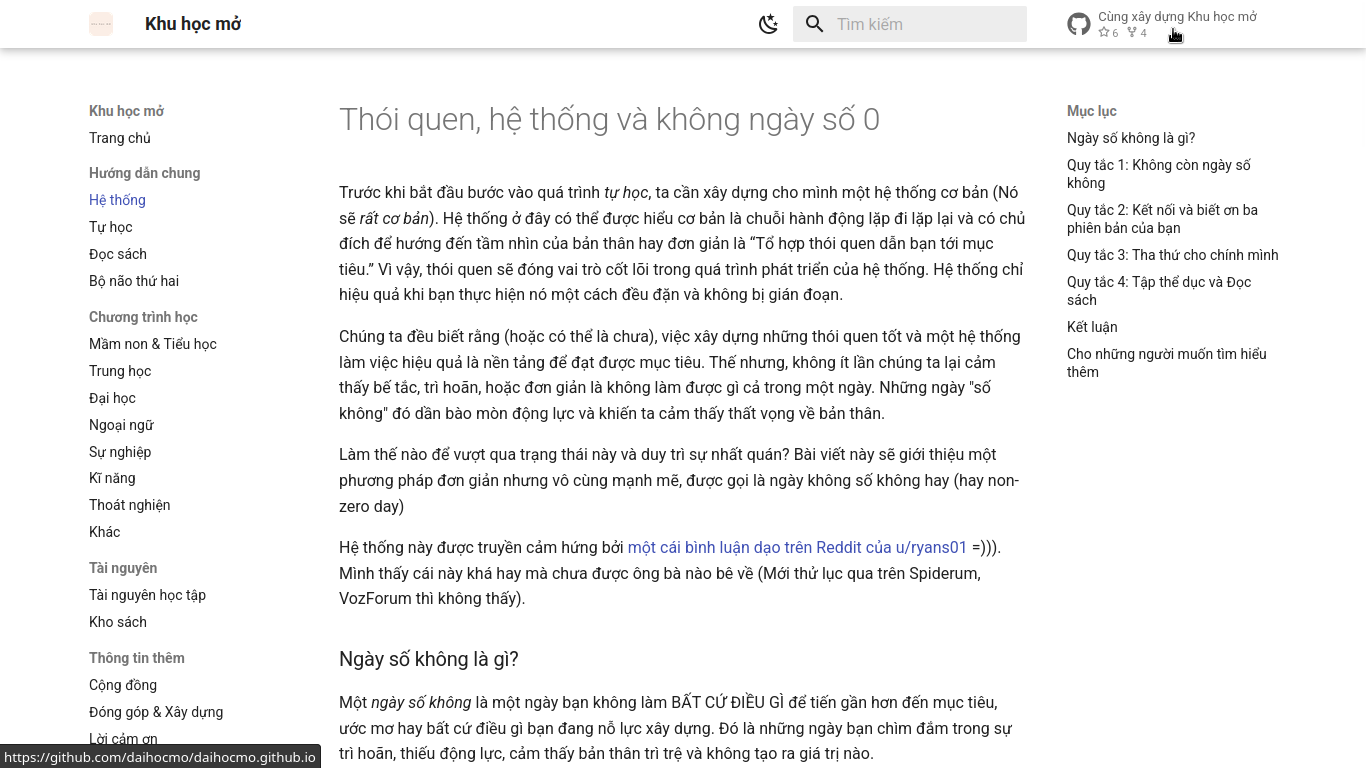 Khu học mở
Tìm kiếm
Cùng xây dựng Khu học mở
6 4
Khu học mở
Trang chủ
Hướng dẫn chung
Hệ thống
Tự học
Đọc sách
Bộ não thứ hai
Chương trình học
Mầm non & Tiểu học
Trung học
Đại học
Ngoại ngữ
Sự nghiệp
Kĩ năng
Thoát nghiện
Khác
Tài nguyên
Tài nguyên học tập
Kho sách
Thông tin thêm
Cộng đồng
Đóng góp & Xây dựng
Lời cảm ơn
https://github.com/daihocmo/daihocmo.github.io
Thói quen, hệ thống và không ngày số 0
Trước khi bắt đầu bước vào quá trình tự học, ta cần xây dựng cho mình một hệ thống cơ bản (Nó
sẽ rất cơ bản). Hệ thống ở đây có thể được hiểu cơ bản là chuỗi hành động lặp đi lặp lại và có chủ
đích để hướng đến tầm nhìn của bản thân hay đơn giản là “Tổ hợp thói quen dẫn bạn tới mục
tiêu.” Vì vậy, thói quen sẽ đóng vai trò cốt lõi trong quá trình phát triển của hệ thống. Hệ thống chỉ
hiệu quả khi bạn thực hiện nó một cách đều đặn và không bị gián đoạn.
Chúng ta đều biết rằng (hoặc có thể là chưa), việc xây dựng những thói quen tốt và một hệ thống
làm việc hiệu quả là nền tảng để đạt được mục tiêu. Thế nhưng, không ít lần chúng ta lại cảm
thấy bế tắc, trì hoãn, hoặc đơn giản là không làm được gì cả trong một ngày. Những ngày "số
không" đó dần bào mòn động lực và khiến ta cảm thấy thất vọng về bản thân.
Làm thế nào để vượt qua trạng thái này và duy trì sự nhất quán? Bài viết này sẽ giới thiệu một
phương pháp đơn giản nhưng vô cùng mạnh mẽ, được gọi là ngày không số không hay (hay non-
zero day)
Hệ thống này được truyền cảm hứng bởi một cái bình luận dạo trên Reddit của u/ryans01 =))).
Mình thấy cái này khá hay mà chưa được ông bà nào bê về (Mới thử lục qua trên Spiderum,
VozForum thì không thấy).
Ngày số không là gì?
Một ngày số không là một ngày bạn không làm BẤT CỨ ĐIỀU GÌ để tiến gần hơn đến mục tiêu,
ước mơ hay bất cứ điều gì bạn đang nỗ lực xây dựng. Đó là những ngày bạn chìm đắm trong sự
trì hoãn, thiếu động lực, cảm thấy bản thân trì trệ và không tạo ra giá trị nào.
Mục lục
Ngày số không là gì?
Quy tắc 1: Không còn ngày số
không
Quy tắc 2: Kết nối và biết ơn ba
phiên bản của bạn
Quy tắc 3: Tha thứ cho chính mình
Quy tắc 4: Tập thể dục và Đọc
sách
Kết luận
Cho những người muốn tìm hiểu
thêm